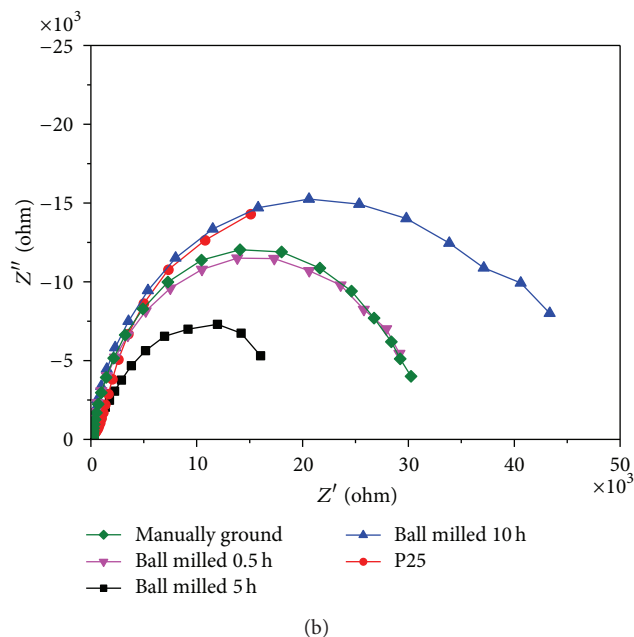 ×10³
−25
−20
−15
−10
−5
0
Z″ (ohm)
0 10 20 30 40 50
×10³
Z′ (ohm)
Manually ground
Ball milled 0.5 h
Ball milled 5 h
Ball milled 10 h
P25
(b)